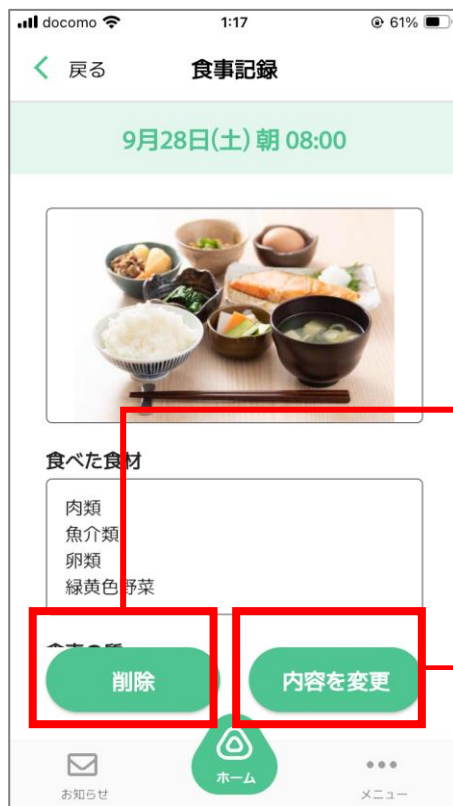 docomo 1:17 61%
戻る 食事記録
9月28日(土) 朝 08:00
食べた食材
肉類
魚介類
卵類
緑黄色野菜
削除 内容を変更
お知らせ ホーム メニュー